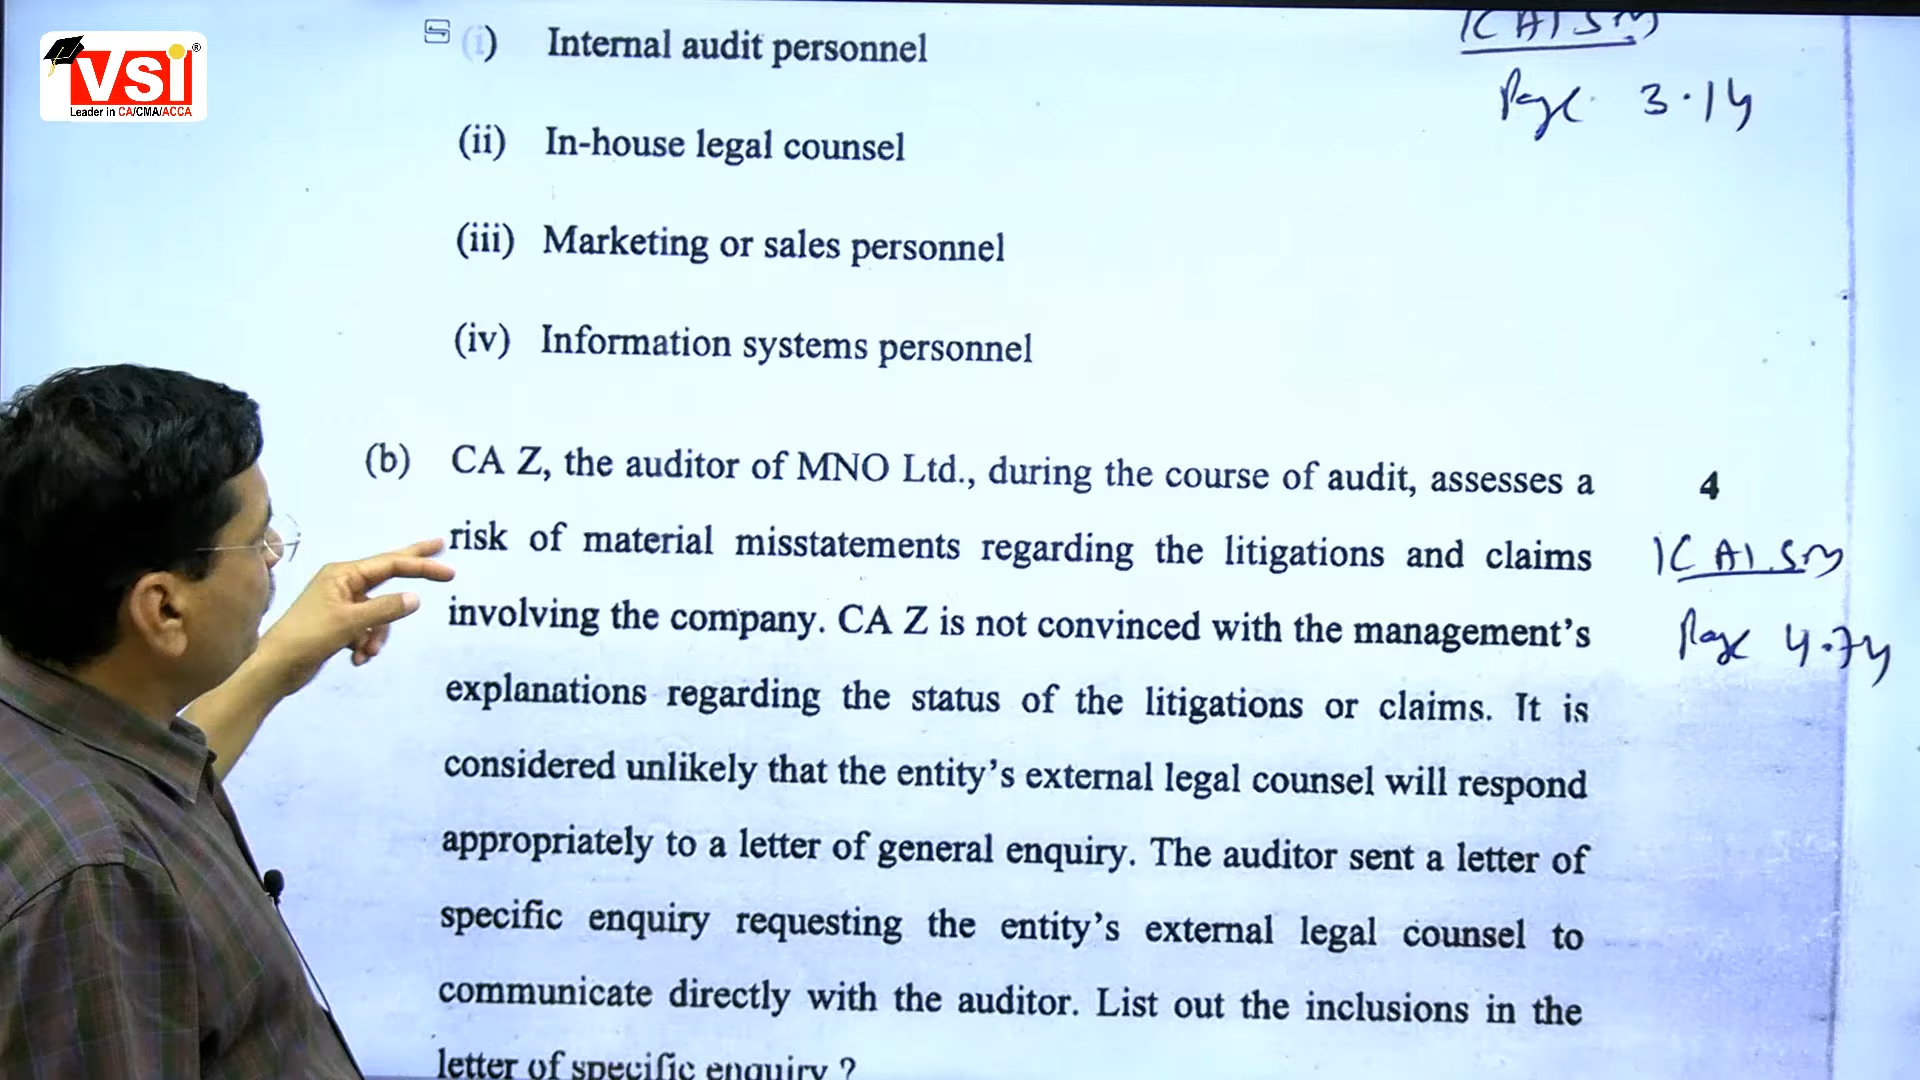 VSI®
Leader in CA/CMA/ACCA
ICAI SM
Page 3.14
(i) Internal audit personnel
(ii) In-house legal counsel
(iii) Marketing or sales personnel
(iv) Information systems personnel
(b) CA Z, the auditor of MNO Ltd., during the course of audit, assesses a 4
risk of material misstatements regarding the litigations and claims
ICAI SM
involving the company. CA Z is not convinced with the management's
Page 4.74
explanations regarding the status of the litigations or claims. It is
considered unlikely that the entity's external legal counsel will respond
appropriately to a letter of general enquiry. The auditor sent a letter of
specific enquiry requesting the entity's external legal counsel to
communicate directly with the auditor. List out the inclusions in the
letter of specific enquiry ?